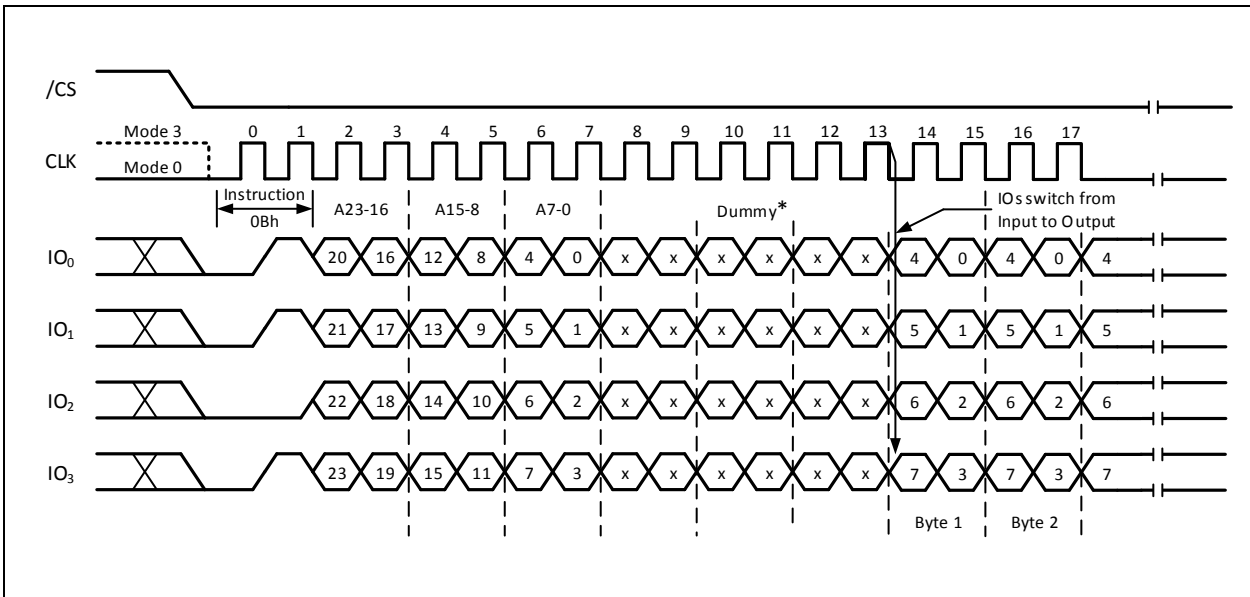 /CS
Mode 3
0 1 2 3 4 5 6 7 8 9 10 11 12 13 14 15 16 17
CLK
Mode 0
Instruction
0Bh
A23-16 A15-8 A7-0 Dummy*
IOs switch from
Input to Output
IO0 20 16 12 8 4 0 x x x x x x 4 0 4 0 4
IO1 21 17 13 9 5 1 x x x x x x 5 1 5 1 5
IO2 22 18 14 10 6 2 x x x x x x 6 2 6 2 6
IO3 23 19 15 11 7 3 x x x x x x 7 3 7 3 7
Byte 1 Byte 2